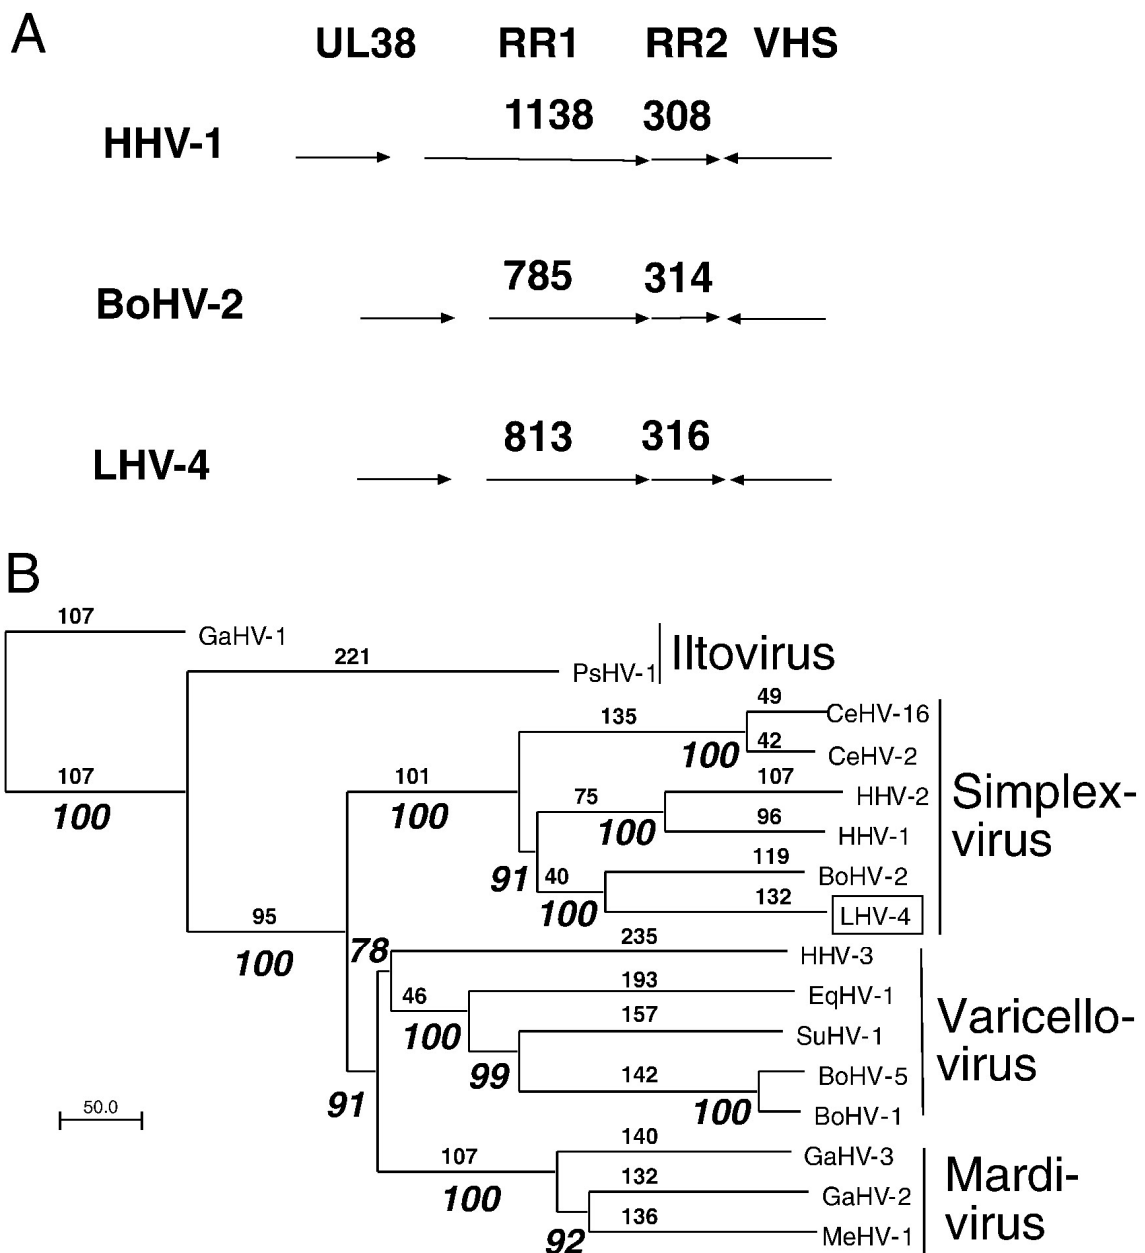 A
UL38 RR1 RR2 VHS
1138 308
HHV-1
785 314
BoHV-2
813 316
LHV-4
B
107
GaHV-1
221
PsHV-1
Iltovirus
49
CeHV-16
135
100
42
CeHV-2
107
HHV-2
107
100
101
100
75
100
96
HHV-1
Simplex-
virus
119
BoHV-2
91
40
100
132
LHV-4
95
100
78
235
HHV-3
46
100
193
EqHV-1
157
SuHV-1
99
142
100
BoHV-5
BoHV-1
Varicello-
virus
50.0
91
140
GaHV-3
107
100
132
GaHV-2
92
136
MeHV-1
Mardi-
virus